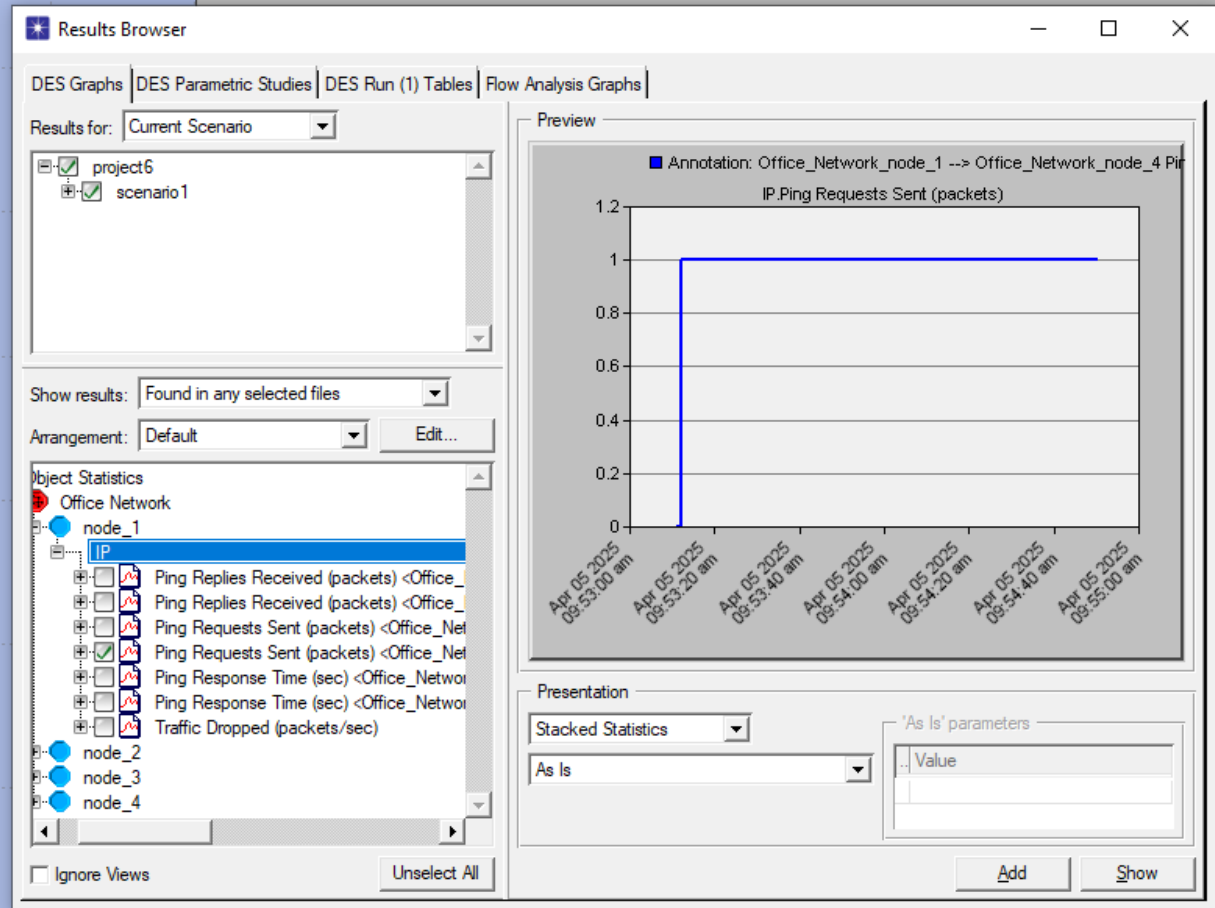 Results Browser
DES Graphs DES Parametric Studies DES Run (1) Tables Flow Analysis Graphs
Results for: Current Scenario
project6
scenario1
Show results: Found in any selected files
Arrangement: Default Edit...
Object Statistics
Office Network
node_1
IP
Ping Replies Received (packets) <Office_
Ping Replies Received (packets) <Office_
Ping Requests Sent (packets) <Office_Net
Ping Requests Sent (packets) <Office_Net
Ping Response Time (sec) <Office_Networ
Ping Response Time (sec) <Office_Networ
Traffic Dropped (packets/sec)
node_2
node_3
node_4
Ignore Views Unselect All
Preview
Annotation: Office_Network_node_1 --> Office_Network_node_4 Pin
IP.Ping Requests Sent (packets)
1.2
1
0.8
0.6
0.4
0.2
0
Apr 05 2025
09:53:00 am
Apr 05 2025
09:53:20 am
Apr 05 2025
09:53:40 am
Apr 05 2025
09:54:00 am
Apr 05 2025
09:54:20 am
Apr 05 2025
09:54:40 am
Apr 05 2025
09:55:00 am
Presentation
Stacked Statistics
As Is
'As Is' parameters
.. Value
Add Show